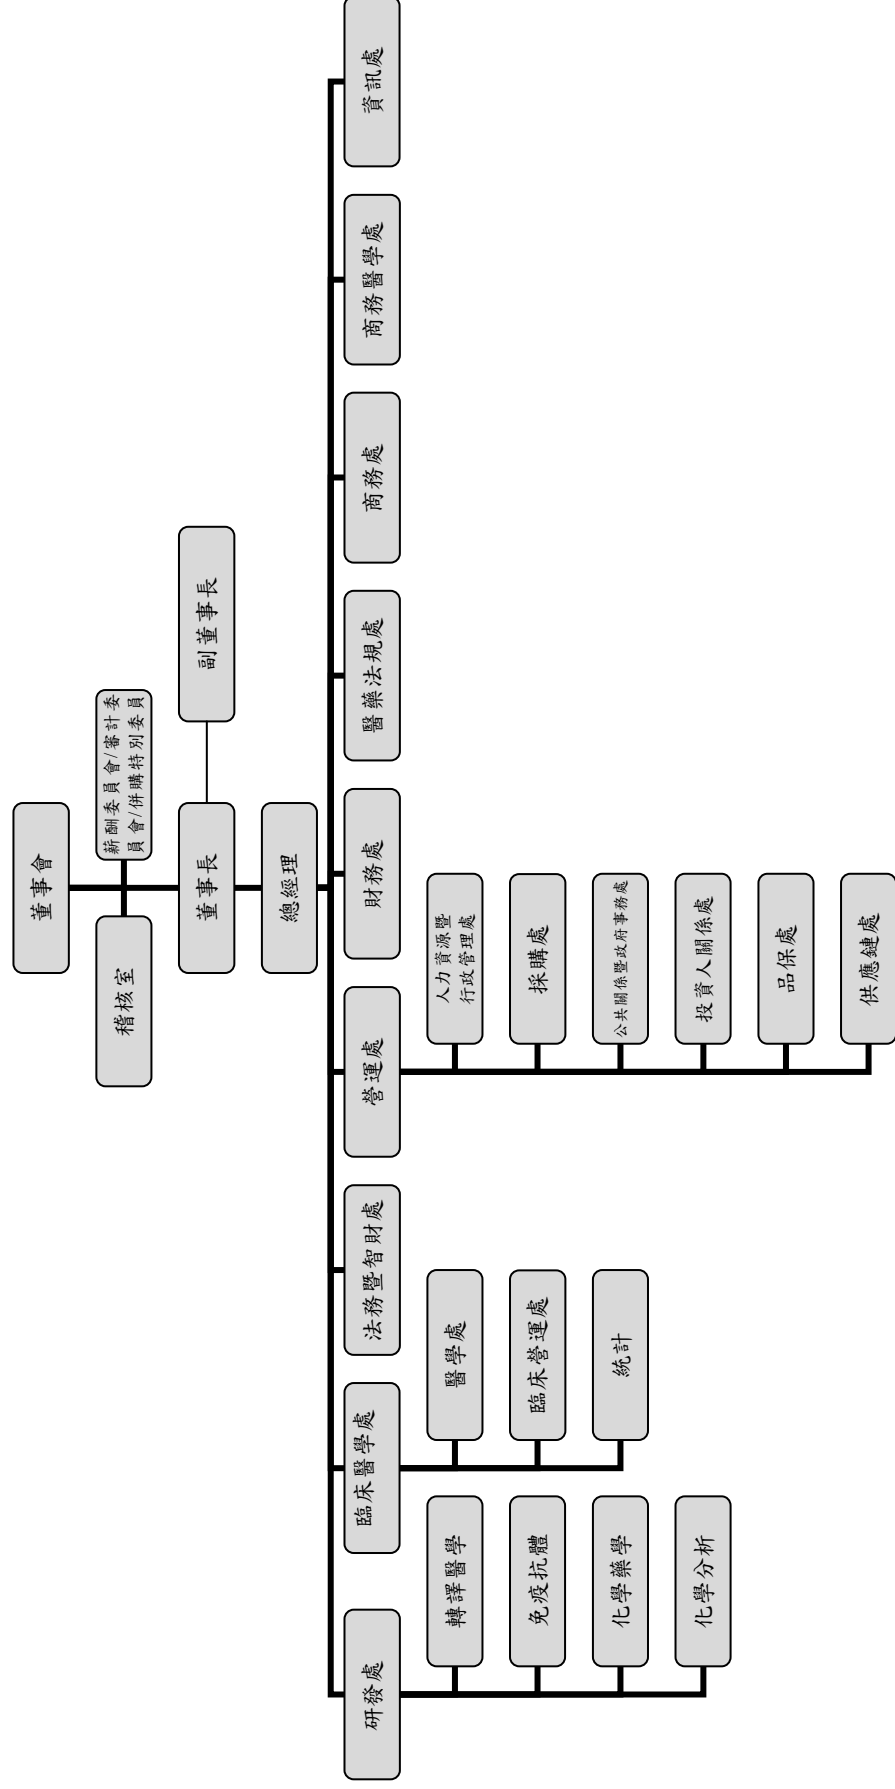 董事會
稽核室
薪酬委員會/審計委
員會/併購特別委員
董事長
副董事長
總經理
研發處
臨床醫學處
法務暨智財處
營運處
財務處
醫藥法規處
商務處
商務醫學處
資訊處
轉譯醫學
免疫抗體
化學藥學
化學分析
醫學處
臨床營運處
統計
人力資源暨
行政管理處
採購處
公共關係暨政府事務處
投資人關係處
品保處
供應鏈處